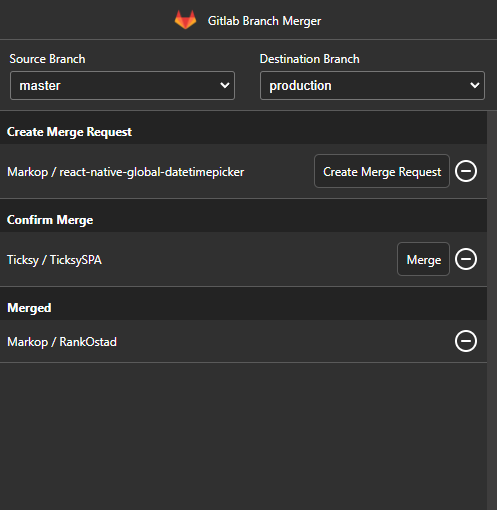 Gitlab Branch Merger
Source Branch
Destination Branch
master
production
Create Merge Request
Markop / react-native-global-datetimepicker
Create Merge Request
Confirm Merge
Ticksy / TicksySPA
Merge
Merged
Markop / RankOstad